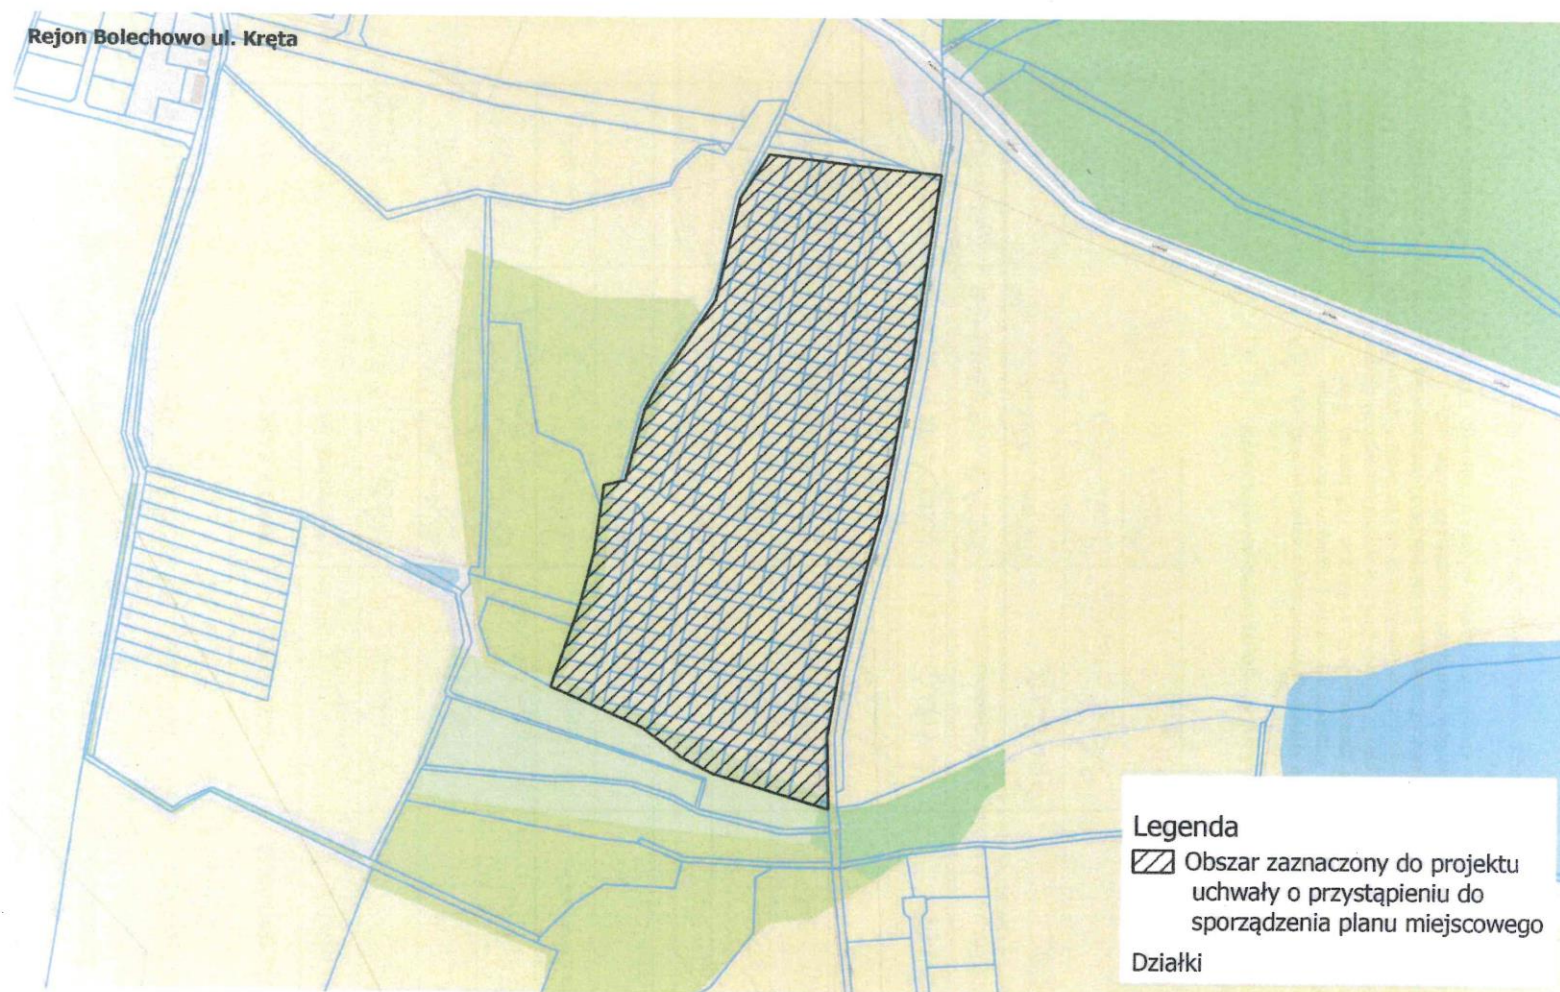 Rejon Bolechowo ul. Kręta
Legenda
Obszar zaznaczony do projektu
uchwały o przystąpieniu do
sporządzenia planu miejscowego
Działki